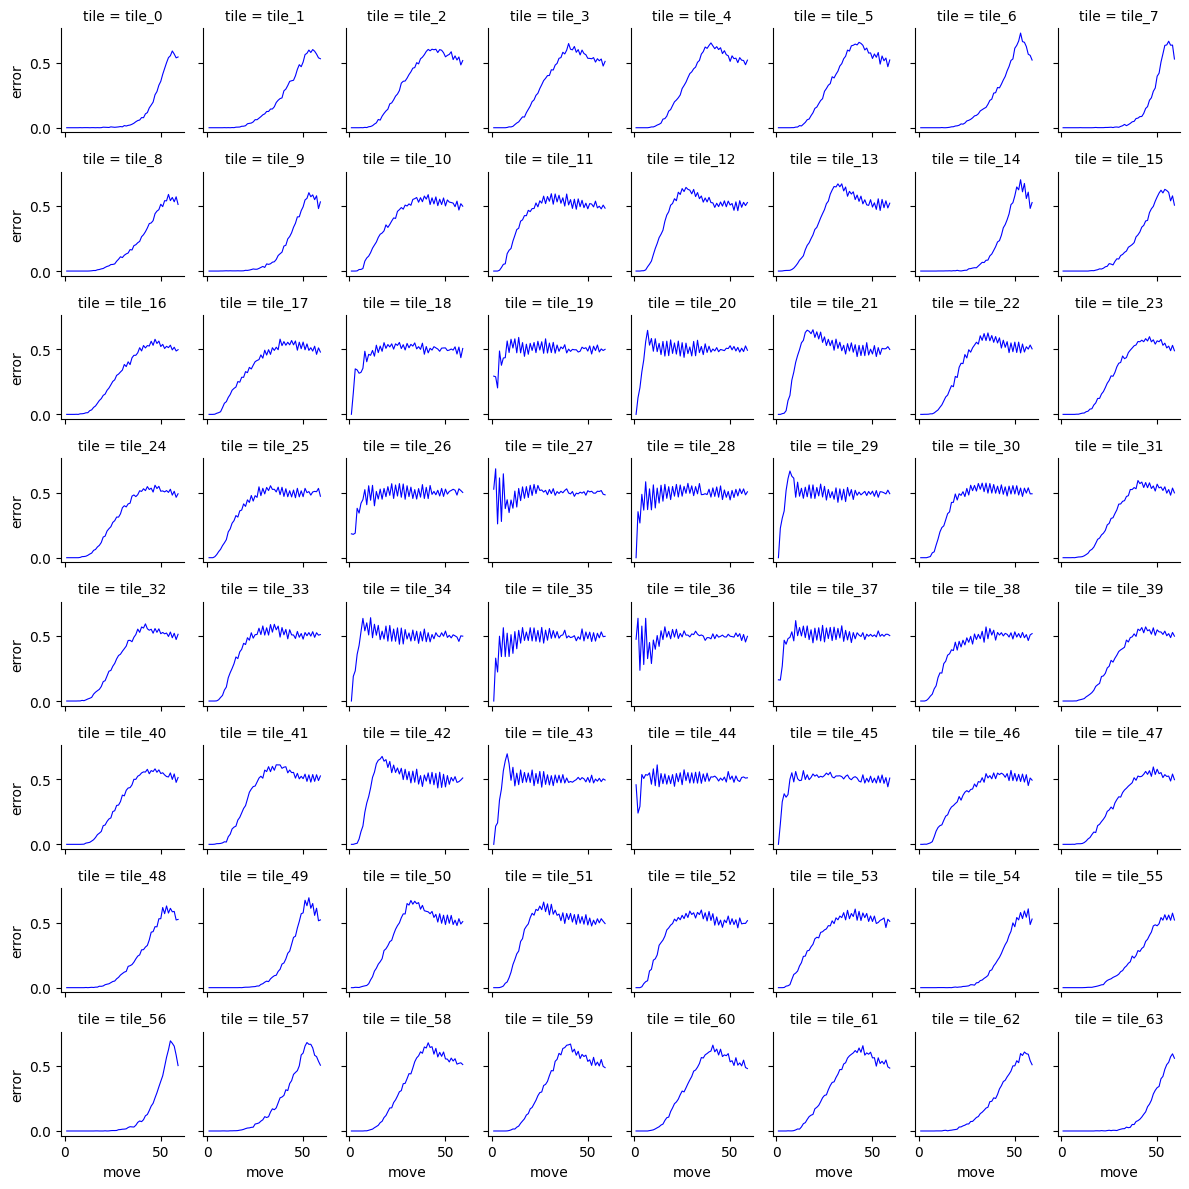 tile = tile_0 tile = tile_1 tile = tile_2 tile = tile_3 tile = tile_4 tile = tile_5 tile = tile_6 tile = tile_7
0.5
error
0.0
tile = tile_8 tile = tile_9 tile = tile_10 tile = tile_11 tile = tile_12 tile = tile_13 tile = tile_14 tile = tile_15
0.5
error
0.0
tile = tile_16 tile = tile_17 tile = tile_18 tile = tile_19 tile = tile_20 tile = tile_21 tile = tile_22 tile = tile_23
0.5
error
0.0
tile = tile_24 tile = tile_25 tile = tile_26 tile = tile_27 tile = tile_28 tile = tile_29 tile = tile_30 tile = tile_31
0.5
error
0.0
tile = tile_32 tile = tile_33 tile = tile_34 tile = tile_35 tile = tile_36 tile = tile_37 tile = tile_38 tile = tile_39
0.5
error
0.0
tile = tile_40 tile = tile_41 tile = tile_42 tile = tile_43 tile = tile_44 tile = tile_45 tile = tile_46 tile = tile_47
0.5
error
0.0
tile = tile_48 tile = tile_49 tile = tile_50 tile = tile_51 tile = tile_52 tile = tile_53 tile = tile_54 tile = tile_55
0.5
error
0.0
tile = tile_56 tile = tile_57 tile = tile_58 tile = tile_59 tile = tile_60 tile = tile_61 tile = tile_62 tile = tile_63
0.5
error
0.0
0 50 0 50 0 50 0 50 0 50 0 50 0 50 0 50
move move move move move move move move